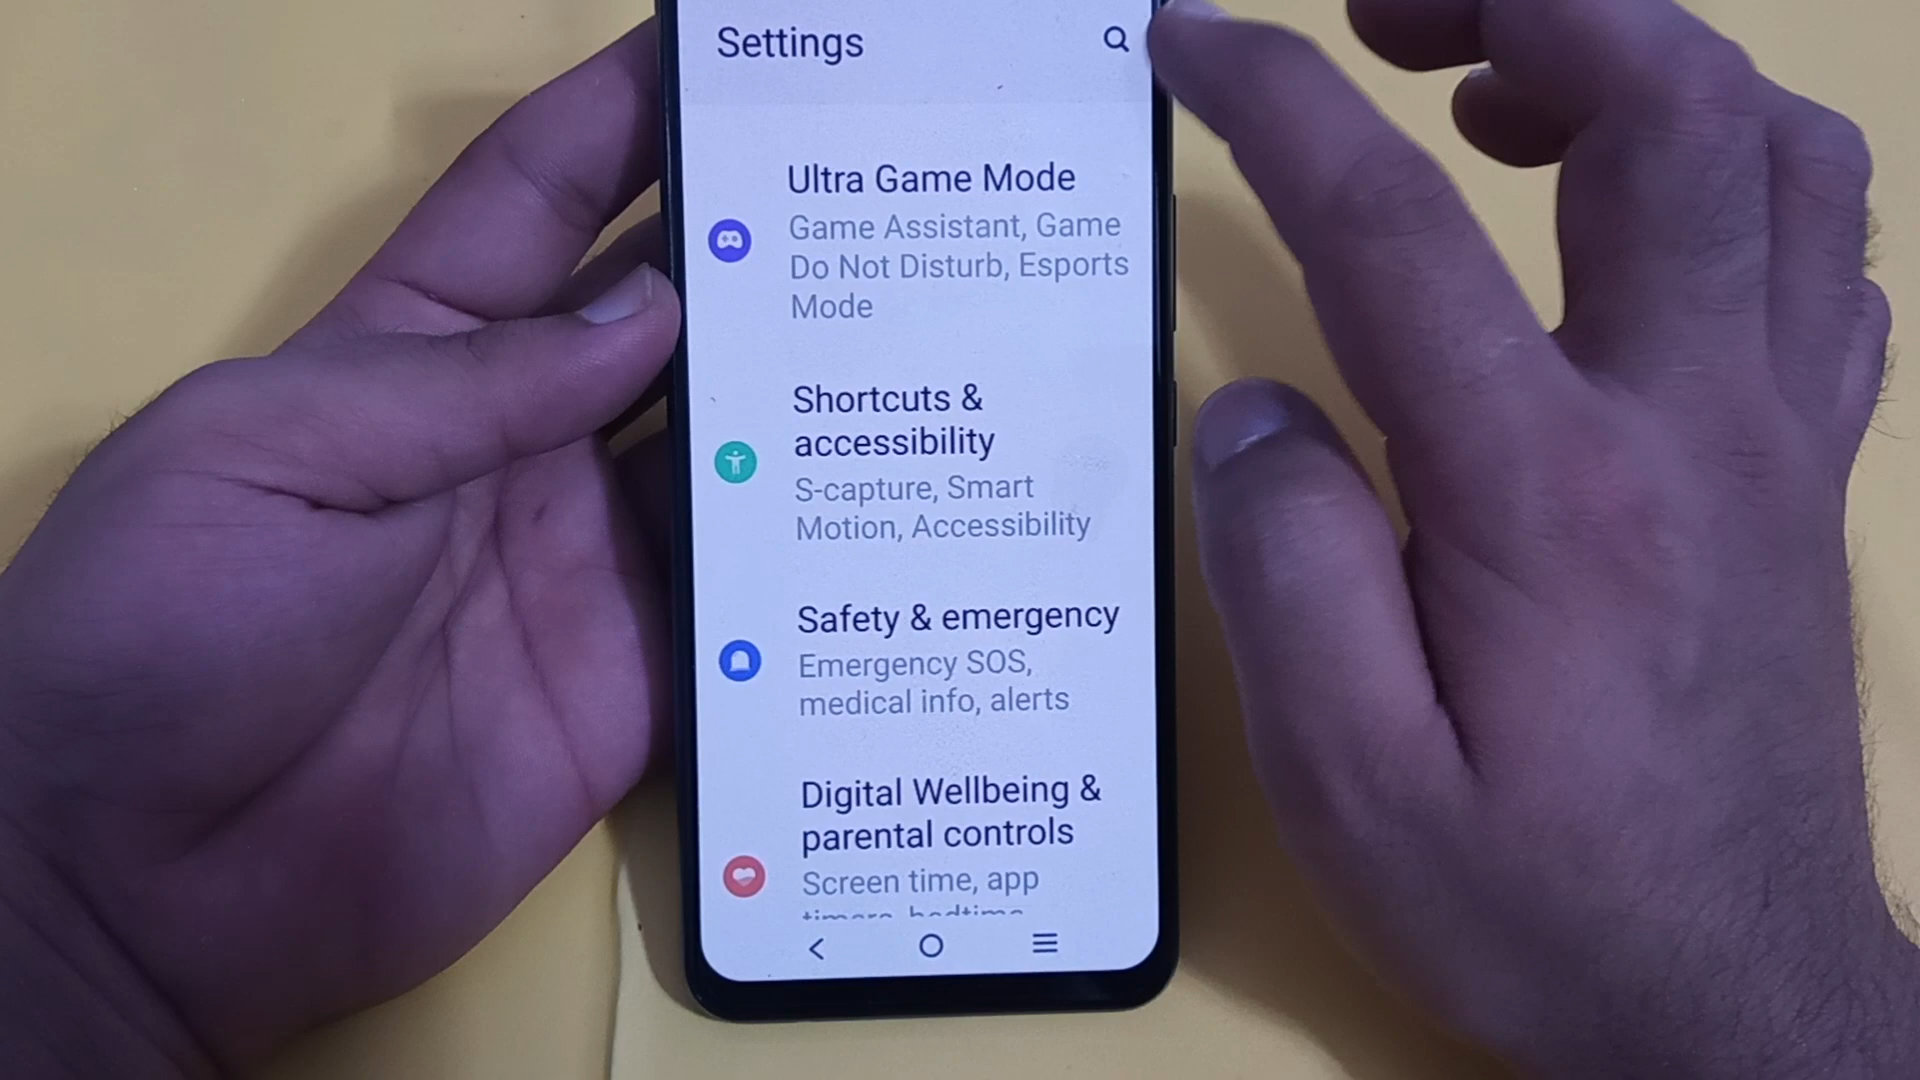 Settings
Ultra Game Mode
Game Assistant, Game
Do Not Disturb, Esports
Mode
Shortcuts &
accessibility
S-capture, Smart
Motion, Accessibility
Safety & emergency
Emergency SOS,
medical info, alerts
Digital Wellbeing &
parental controls
Screen time, app